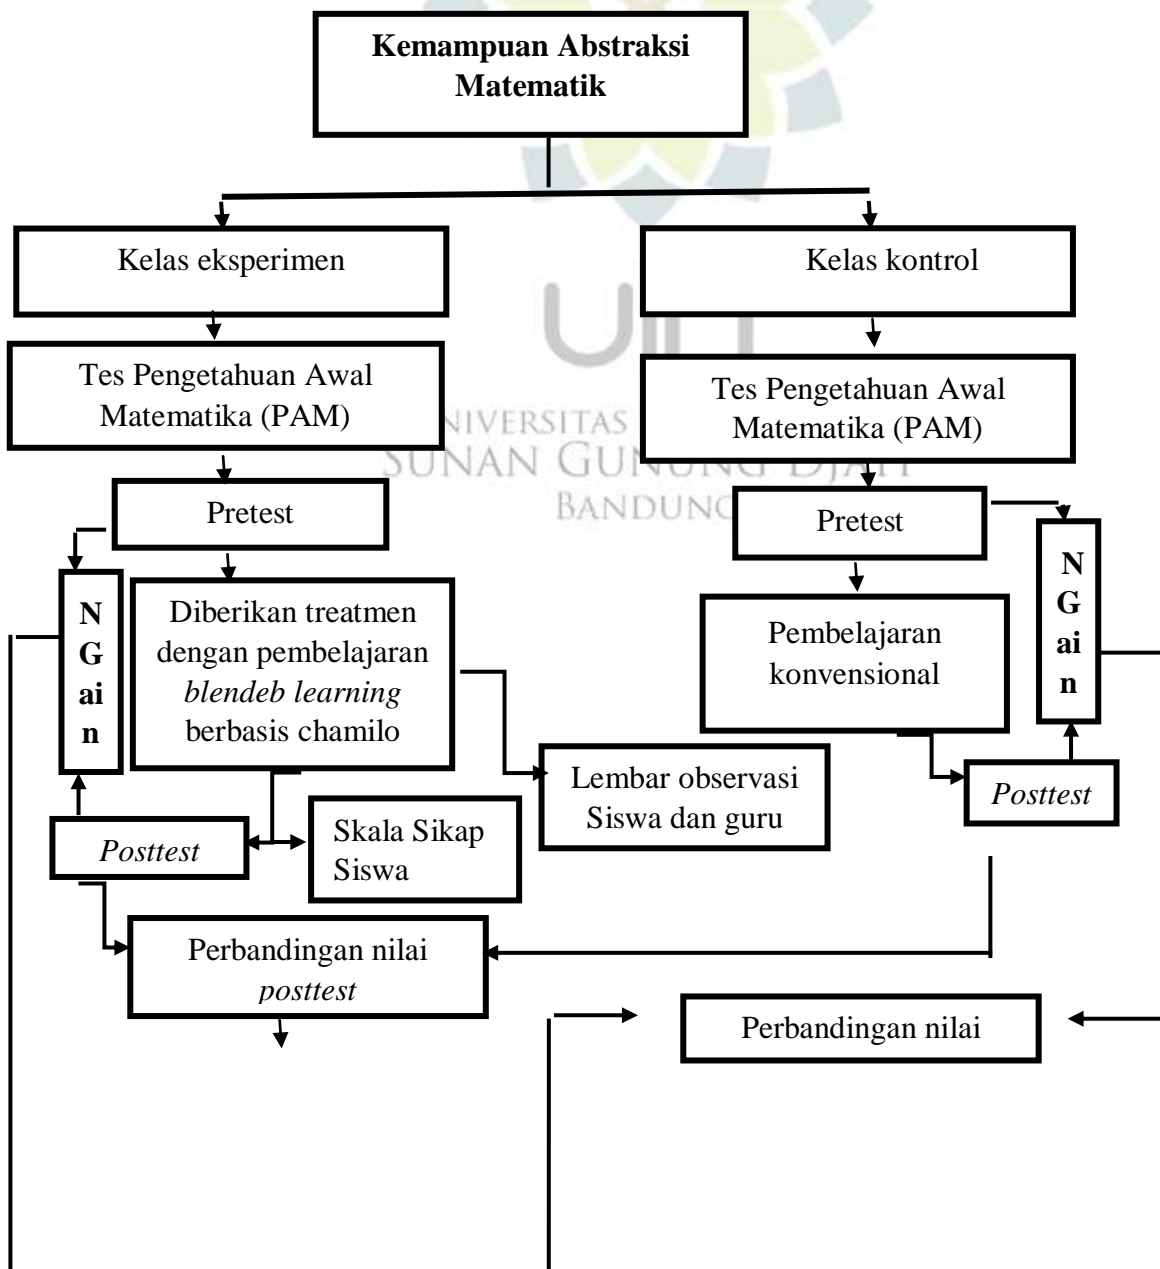 Kemampuan Abstraksi
Matematik
Kelas eksperimen
Kelas kontrol
Tes Pengetahuan Awal
Matematika (PAM)
Tes Pengetahuan Awal
Matematika (PAM)
Pretest
Pretest
N
G
ai
n
Diberikan treatmen
dengan pembelajaran
blendeb learning
berbasis chamilo
Pembelajaran
konvensional
N
G
ai
n
Lembar observasi
Siswa dan guru
Posttest
Posttest
Skala Sikap
Siswa
Perbandingan nilai
posttest
Perbandingan nilai
UIN
NIVERSITAS
SUNAN GUNUNG DJATI
BANDUNG